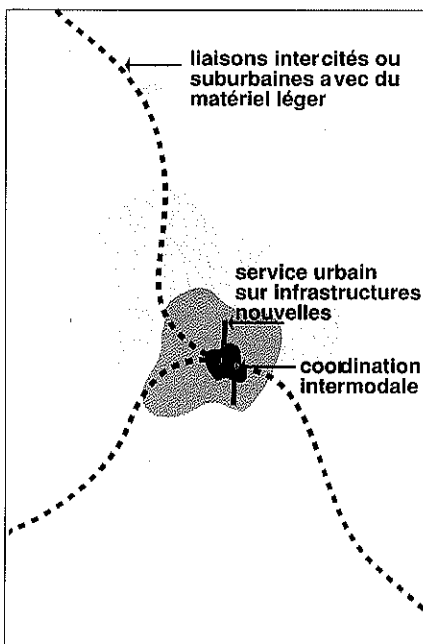 liaisons intercités ou
suburbaines avec du
matériel léger
service urbain
sur infrastructures
nouvelles
coordination
intermodale